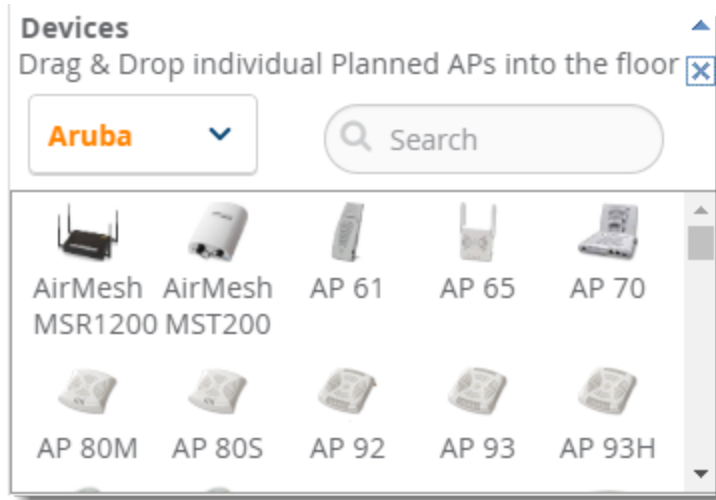 Devices
Drag & Drop individual Planned APs into the floor
Aruba
Search
AirMesh MSR1200
AirMesh MST200
AP 61
AP 65
AP 70
AP 80M
AP 80S
AP 92
AP 93
AP 93H